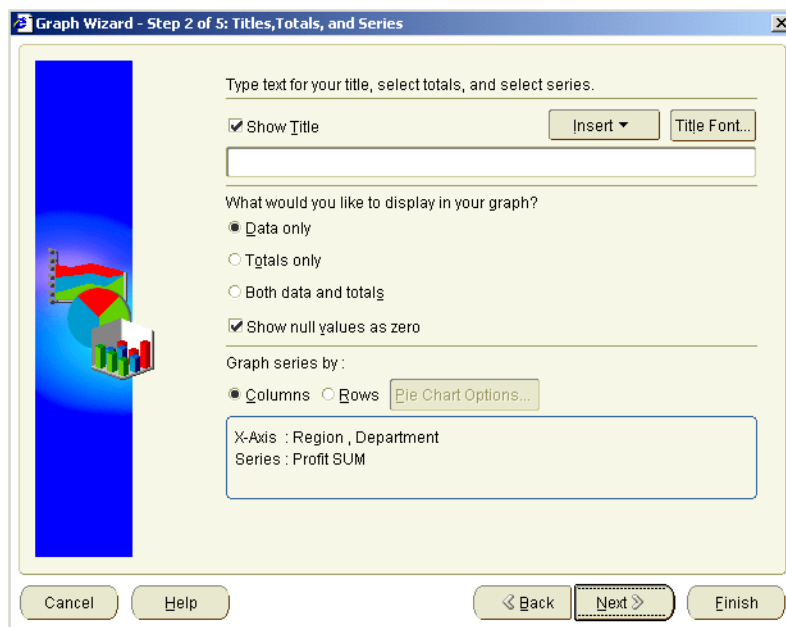 Graph Wizard - Step 2 of 5: Titles,Totals, and Series
Type text for your title, select totals, and select series.
Show Title
Insert
Title Font...
What would you like to display in your graph?
Data only
Totals only
Both data and totals
Show null values as zero
Graph series by :
Columns Rows Pie Chart Options...
X-Axis : Region , Department
Series : Profit SUM
Cancel Help Back Next Finish